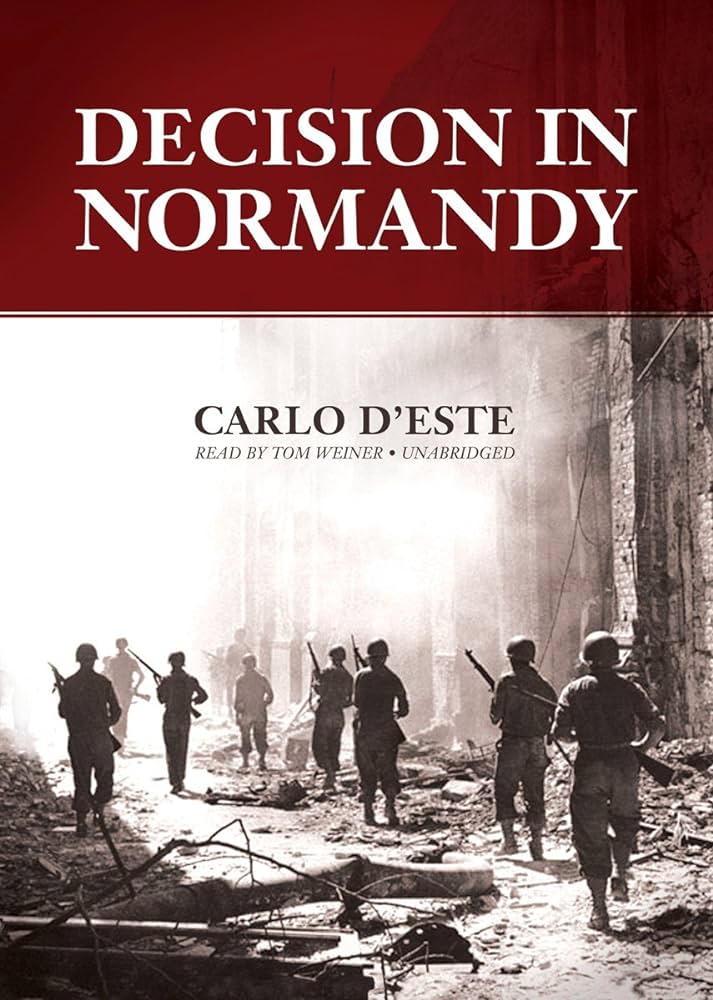 DECISION IN
NORMANDY
CARLO D'ESTE
READ BY TOM WEINER • UNABRIDGED